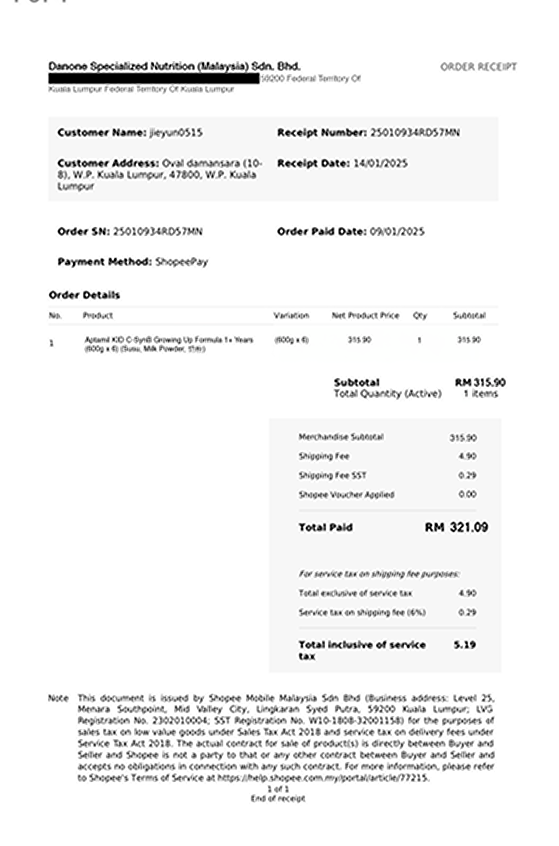 Danone Specialized Nutrition (Malaysia) Sdn. Bhd.
ORDER RECEIPT
50200 Federal Territory Of
Kuala Lumpur Federal Territory Of Kuala Lumpur
Customer Name: jieyun0515
Receipt Number: 25010934RD57MN
Customer Address: Oval damansara (10-
8), W.P. Kuala Lumpur, 47800, W.P. Kuala
Lumpur
Receipt Date: 14/01/2025
Order SN: 25010934RD57MN
Order Paid Date: 09/01/2025
Payment Method: ShopeePay
Order Details
No. Product Variation Net Product Price Qty Subtotal
1 Aptamil KID C-SynB Growing Up Formula 1+ Years (600g x 6) 315.90 1 315.90
(600g x 6) (Susu, Milk Powder, 奶粉)
Subtotal RM 315.90
Total Quantity (Active) 1 items
Merchandise Subtotal 315.90
Shipping Fee 4.90
Shipping Fee SST 0.29
Shopee Voucher Applied 0.00
Total Paid RM 321.09
For service tax on shipping fee purposes:
Total exclusive of service tax 4.90
Service tax on shipping fee (6%) 0.29
Total inclusive of service 5.19
tax
Note This document is issued by Shopee Mobile Malaysia Sdn Bhd (Business address: Level 25,
Menara Southpoint, Mid Valley City, Lingkaran Syed Putra, 59200 Kuala Lumpur; LVG
Registration No. 2302010004; SST Registration No. W10-1808-32001158) for the purposes of
sales tax on low value goods under Sales Tax Act 2018 and service tax on delivery fees under
Service Tax Act 2018. The actual contract for sale of product(s) is directly between Buyer and
Seller and Shopee is not a party to that or any other contract between Buyer and Seller and
accepts no obligations in connection with any such contract. For more information, please refer
to Shopee's Terms of Service at https://help.shopee.com.my/portal/article/77215.
1 of 1
End of receipt